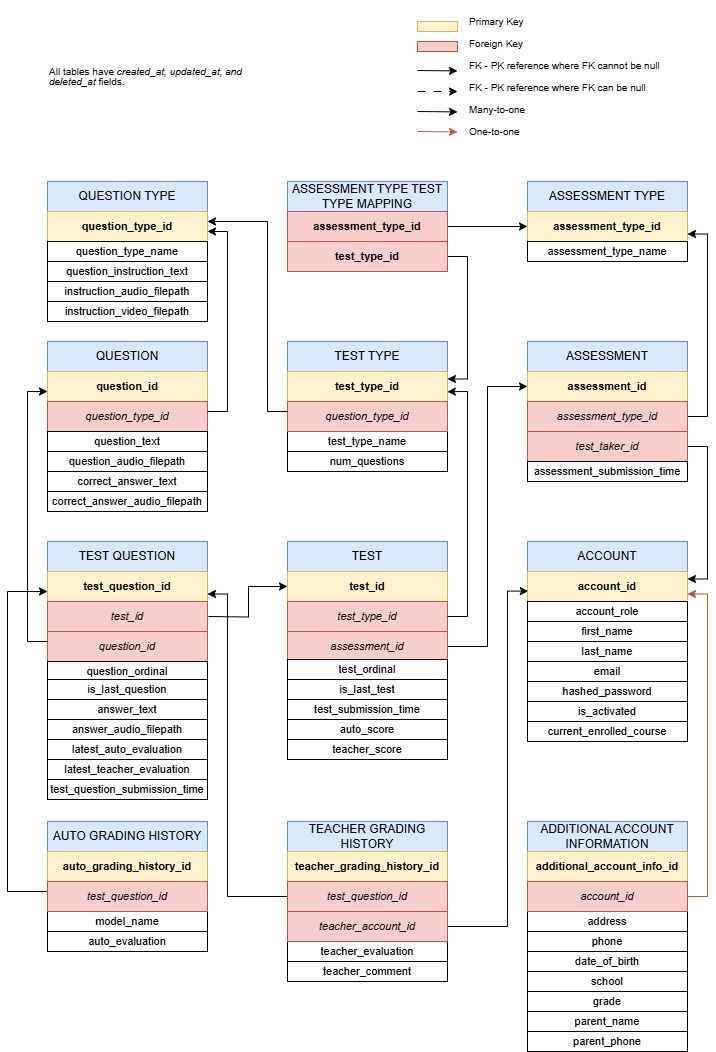 Primary Key
Foreign Key
FK - PK reference where FK cannot be null
FK - PK reference where FK can be null
Many-to-one
One-to-one
All tables have created_at, updated_at, and
deleted_at fields.
QUESTION TYPE
question_type_id
question_type_name
question_instruction_text
instruction_audio_filepath
instruction_video_filepath
ASSESSMENT TYPE TEST
TYPE MAPPING
assessment_type_id
test_type_id
ASSESSMENT TYPE
assessment_type_id
assessment_type_name
QUESTION
question_id
question_type_id
question_text
question_audio_filepath
correct_answer_text
correct_answer_audio_filepath
TEST TYPE
test_type_id
question_type_id
test_type_name
num_questions
ASSESSMENT
assessment_id
assessment_type_id
test_taker_id
assessment_submission_time
TEST QUESTION
test_question_id
test_id
question_id
question_ordinal
is_last_question
answer_text
answer_audio_filepath
latest_auto_evaluation
latest_teacher_evaluation
test_question_submission_time
TEST
test_id
test_type_id
assessment_id
test_ordinal
is_last_test
test_submission_time
auto_score
teacher_score
ACCOUNT
account_id
account_role
first_name
last_name
email
hashed_password
is_activated
current_enrolled_course
AUTO GRADING HISTORY
auto_grading_history_id
test_question_id
model_name
auto_evaluation
TEACHER GRADING
HISTORY
teacher_grading_history_id
test_question_id
teacher_account_id
teacher_evaluation
teacher_comment
ADDITIONAL ACCOUNT
INFORMATION
additional_account_info_id
account_id
address
phone
date_of_birth
school
grade
parent_name
parent_phone